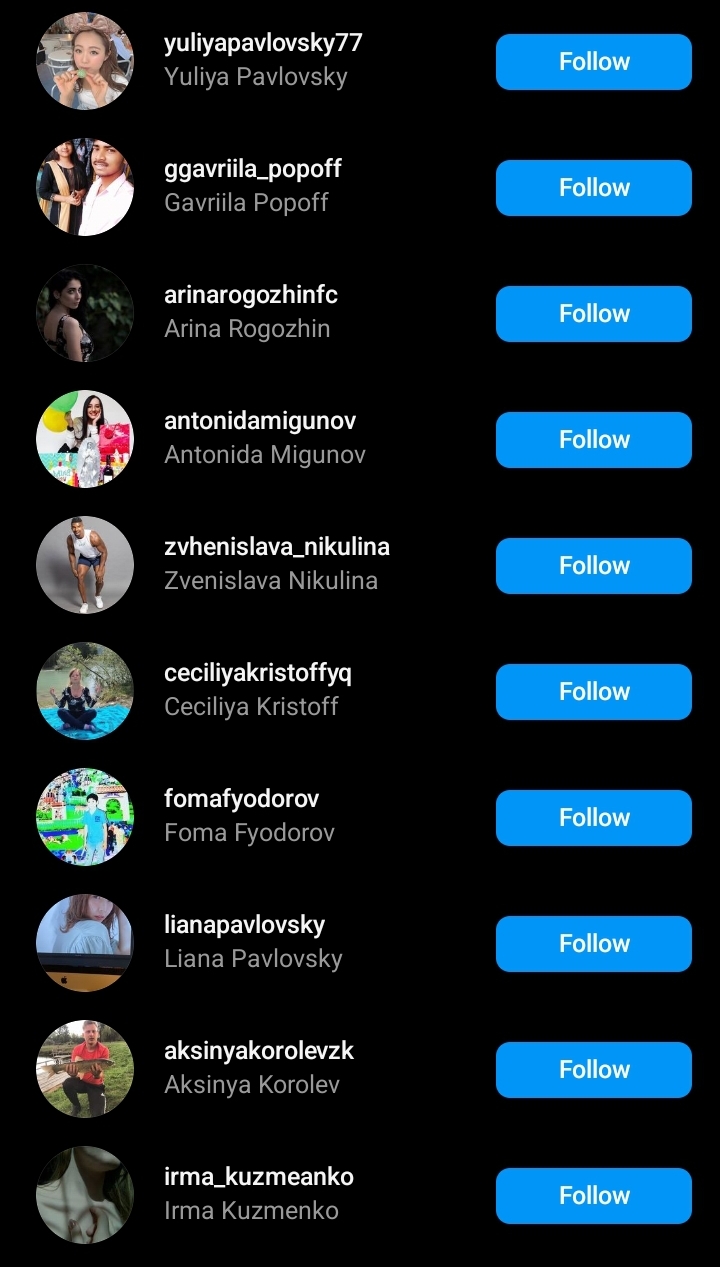 yuliyapavlovsky77
Yuliya Pavlovsky
Follow
ggavriila_popoff
Gavriila Popoff
Follow
arinarogozhinfc
Arina Rogozhin
Follow
antonidamigunov
Antonida Migunov
Follow
zvhenislava_nikulina
Zvenislava Nikulina
Follow
ceciliyakristoffyq
Ceciliya Kristoff
Follow
fomafyodorov
Foma Fyodorov
Follow
lianapavlovsky
Liana Pavlovsky
Follow
aksinyakorolevzk
Aksinya Korolev
Follow
irma_kuzmeanko
Irma Kuzmenko
Follow